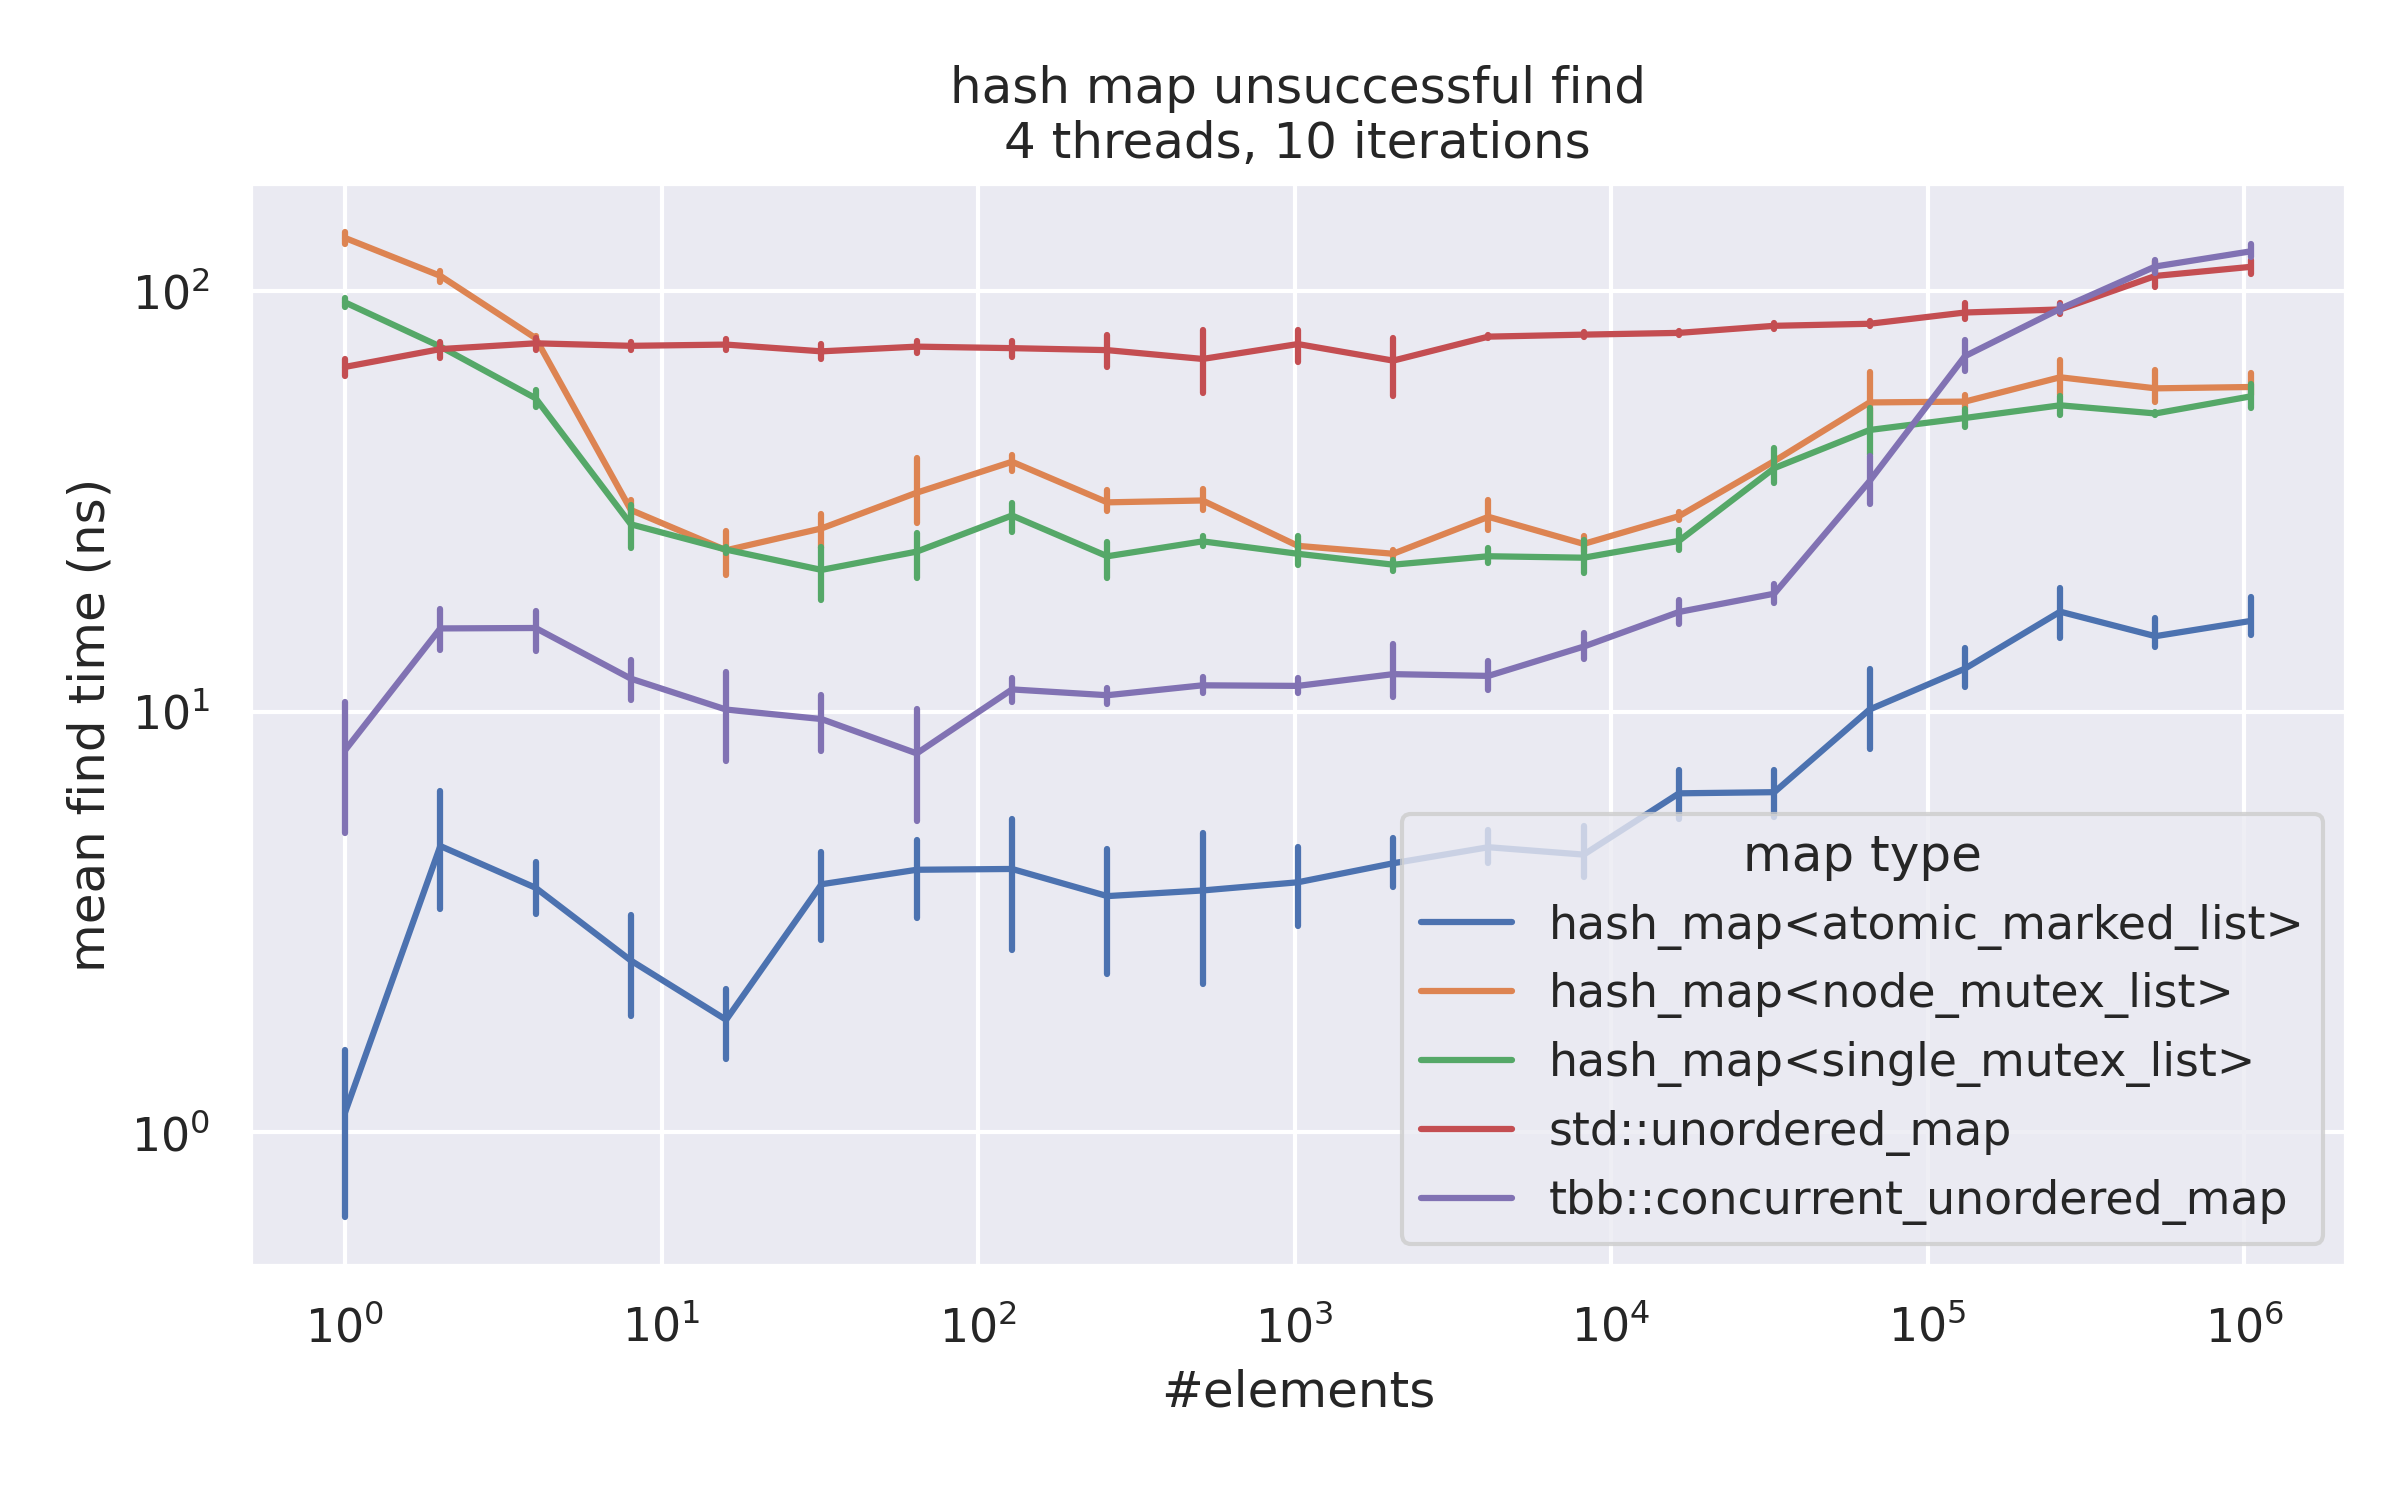 hash map unsuccessful find
4 threads, 10 iterations
mean find time (ns)
10²
10¹
10⁰
10⁰ 10¹ 10² 10³ 10⁴ 10⁵ 10⁶
#elements
map type
hash_map<atomic_marked_list>
hash_map<node_mutex_list>
hash_map<single_mutex_list>
std::unordered_map
tbb::concurrent_unordered_map